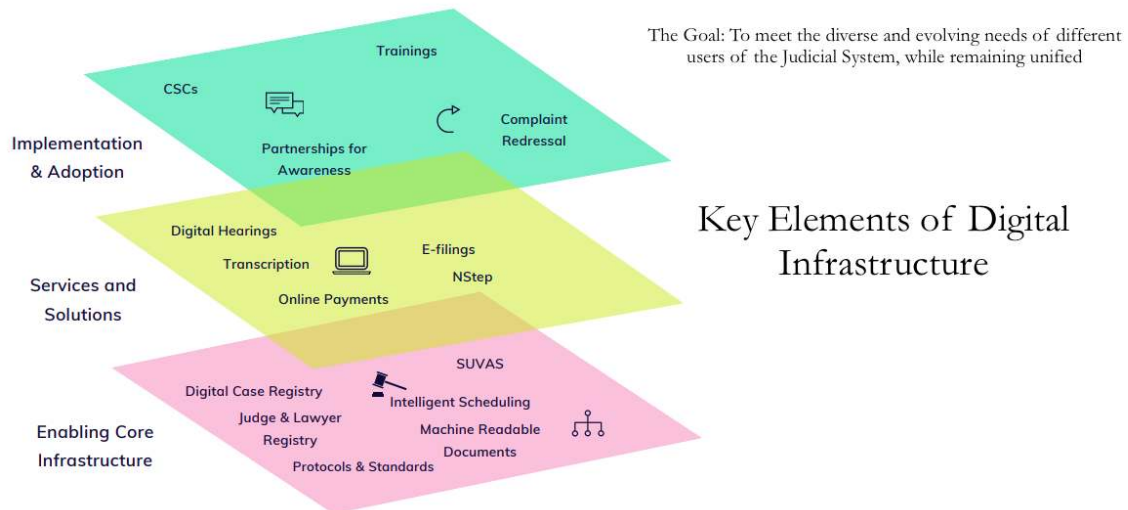 The Goal: To meet the diverse and evolving needs of different
users of the Judicial System, while remaining unified
Key Elements of Digital
Infrastructure
Implementation
& Adoption
Trainings
CSCs
Complaint
Redressal
Partnerships for
Awareness
Services and
Solutions
Digital Hearings
E-filings
Transcription
NStep
Online Payments
Enabling Core
Infrastructure
SUVAS
Digital Case Registry
Intelligent Scheduling
Judge & Lawyer
Registry
Machine Readable
Documents
Protocols & Standards